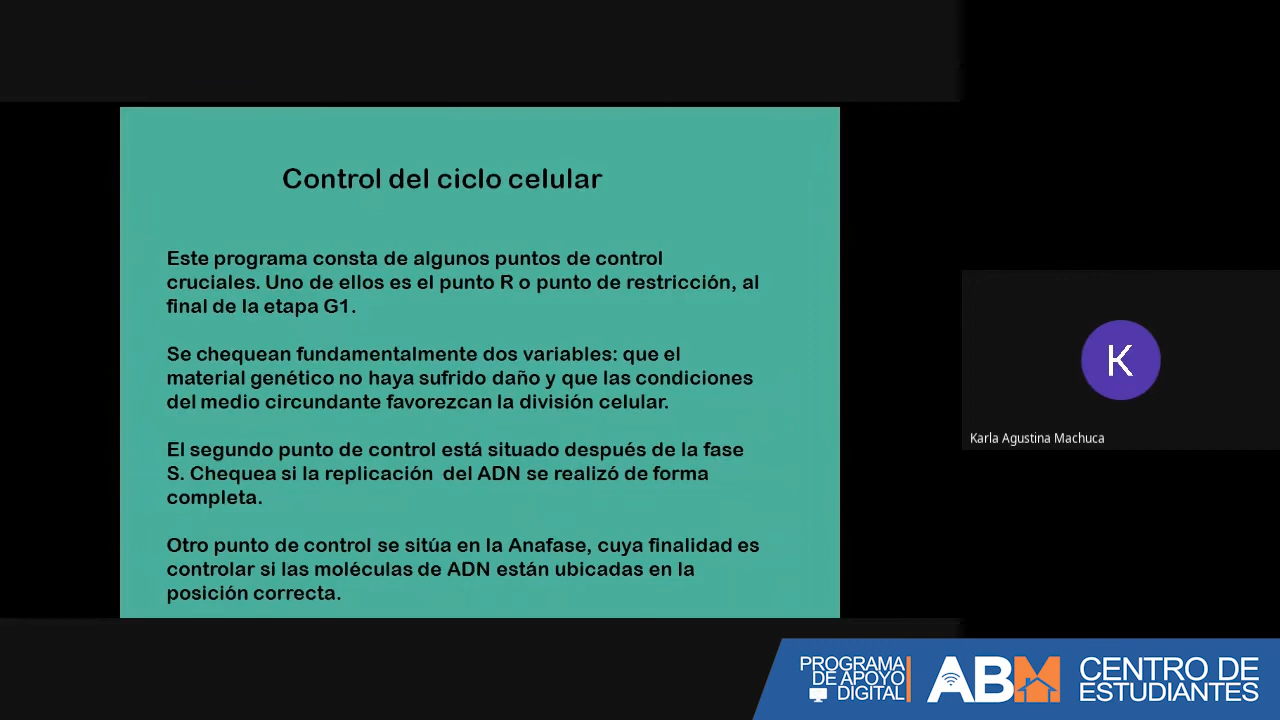 Control del ciclo celular
Este programa consta de algunos puntos de control
cruciales. Uno de ellos es el punto R o punto de restricción, al
final de la etapa G1.
Se chequean fundamentalmente dos variables: que el
material genético no haya sufrido daño y que las condiciones
del medio circundante favorezcan la división celular.
El segundo punto de control está situado después de la fase
S. Chequea si la replicación  del ADN se realizó de forma
completa.
Otro punto de control se sitúa en la Anafase, cuya finalidad es
controlar si las moléculas de ADN están ubicadas en la
posición correcta.
K
Karla Agustina Machuca
PROGRAMA
DE APOYO
DIGITAL
ABM
CENTRO DE
ESTUDIANTES